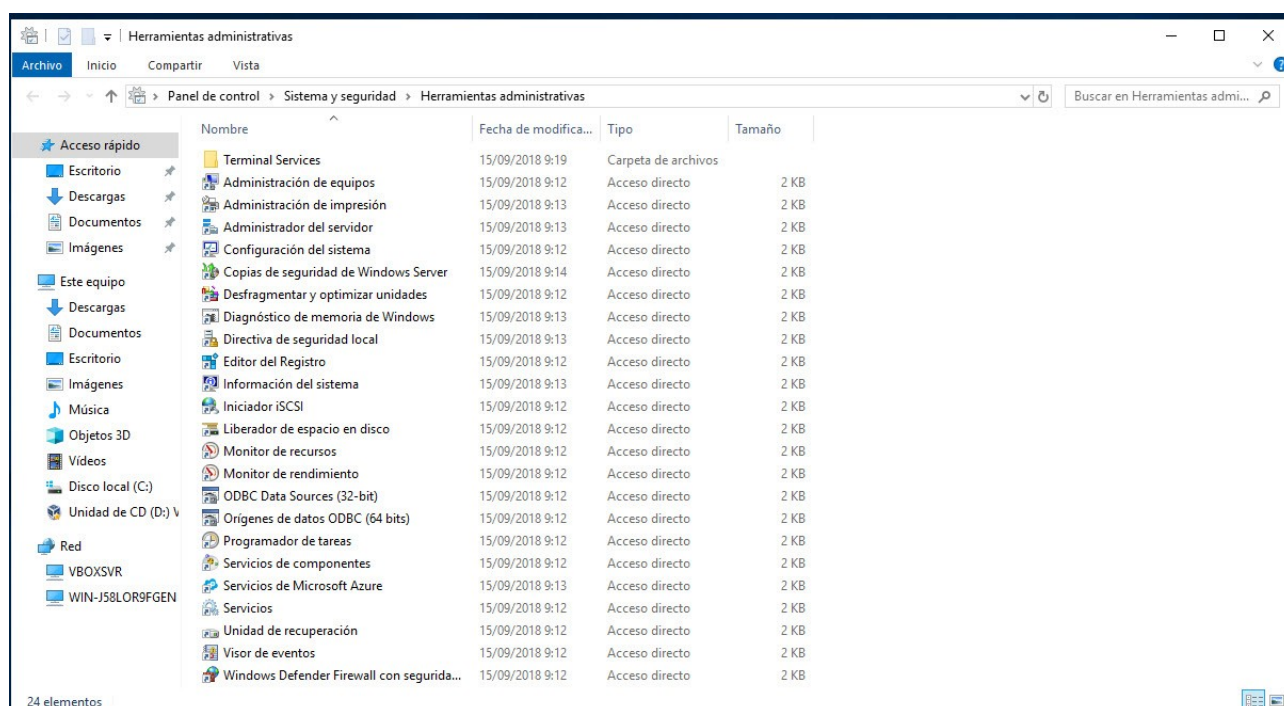 Herramientas administrativas
Archivo Inicio Compartir Vista
Panel de control > Sistema y seguridad > Herramientas administrativas Buscar en Herramientas admi...
Nombre Fecha de modifica... Tipo Tamaño
Acceso rápido
Escritorio
Descargas
Documentos
Imágenes
Este equipo
Descargas
Documentos
Escritorio
Imágenes
Música
Objetos 3D
Vídeos
Disco local (C:)
Unidad de CD (D:) V
Red
VBOXSVR
WIN-J58LOR9FGEN
Terminal Services 15/09/2018 9:19 Carpeta de archivos
Administración de equipos 15/09/2018 9:12 Acceso directo 2 KB
Administración de impresión 15/09/2018 9:13 Acceso directo 2 KB
Administrador del servidor 15/09/2018 9:13 Acceso directo 2 KB
Configuración del sistema 15/09/2018 9:12 Acceso directo 2 KB
Copias de seguridad de Windows Server 15/09/2018 9:14 Acceso directo 2 KB
Desfragmentar y optimizar unidades 15/09/2018 9:12 Acceso directo 2 KB
Diagnóstico de memoria de Windows 15/09/2018 9:13 Acceso directo 2 KB
Directiva de seguridad local 15/09/2018 9:13 Acceso directo 2 KB
Editor del Registro 15/09/2018 9:12 Acceso directo 2 KB
Información del sistema 15/09/2018 9:13 Acceso directo 2 KB
Iniciador iSCSI 15/09/2018 9:12 Acceso directo 2 KB
Liberador de espacio en disco 15/09/2018 9:12 Acceso directo 2 KB
Monitor de recursos 15/09/2018 9:12 Acceso directo 2 KB
Monitor de rendimiento 15/09/2018 9:12 Acceso directo 2 KB
ODBC Data Sources (32-bit) 15/09/2018 9:12 Acceso directo 2 KB
Orígenes de datos ODBC (64 bits) 15/09/2018 9:12 Acceso directo 2 KB
Programador de tareas 15/09/2018 9:12 Acceso directo 2 KB
Servicios de componentes 15/09/2018 9:12 Acceso directo 2 KB
Servicios de Microsoft Azure 15/09/2018 9:13 Acceso directo 2 KB
Servicios 15/09/2018 9:12 Acceso directo 2 KB
Unidad de recuperación 15/09/2018 9:12 Acceso directo 2 KB
Visor de eventos 15/09/2018 9:12 Acceso directo 2 KB
Windows Defender Firewall con segurida... 15/09/2018 9:12 Acceso directo 2 KB
24 elementos